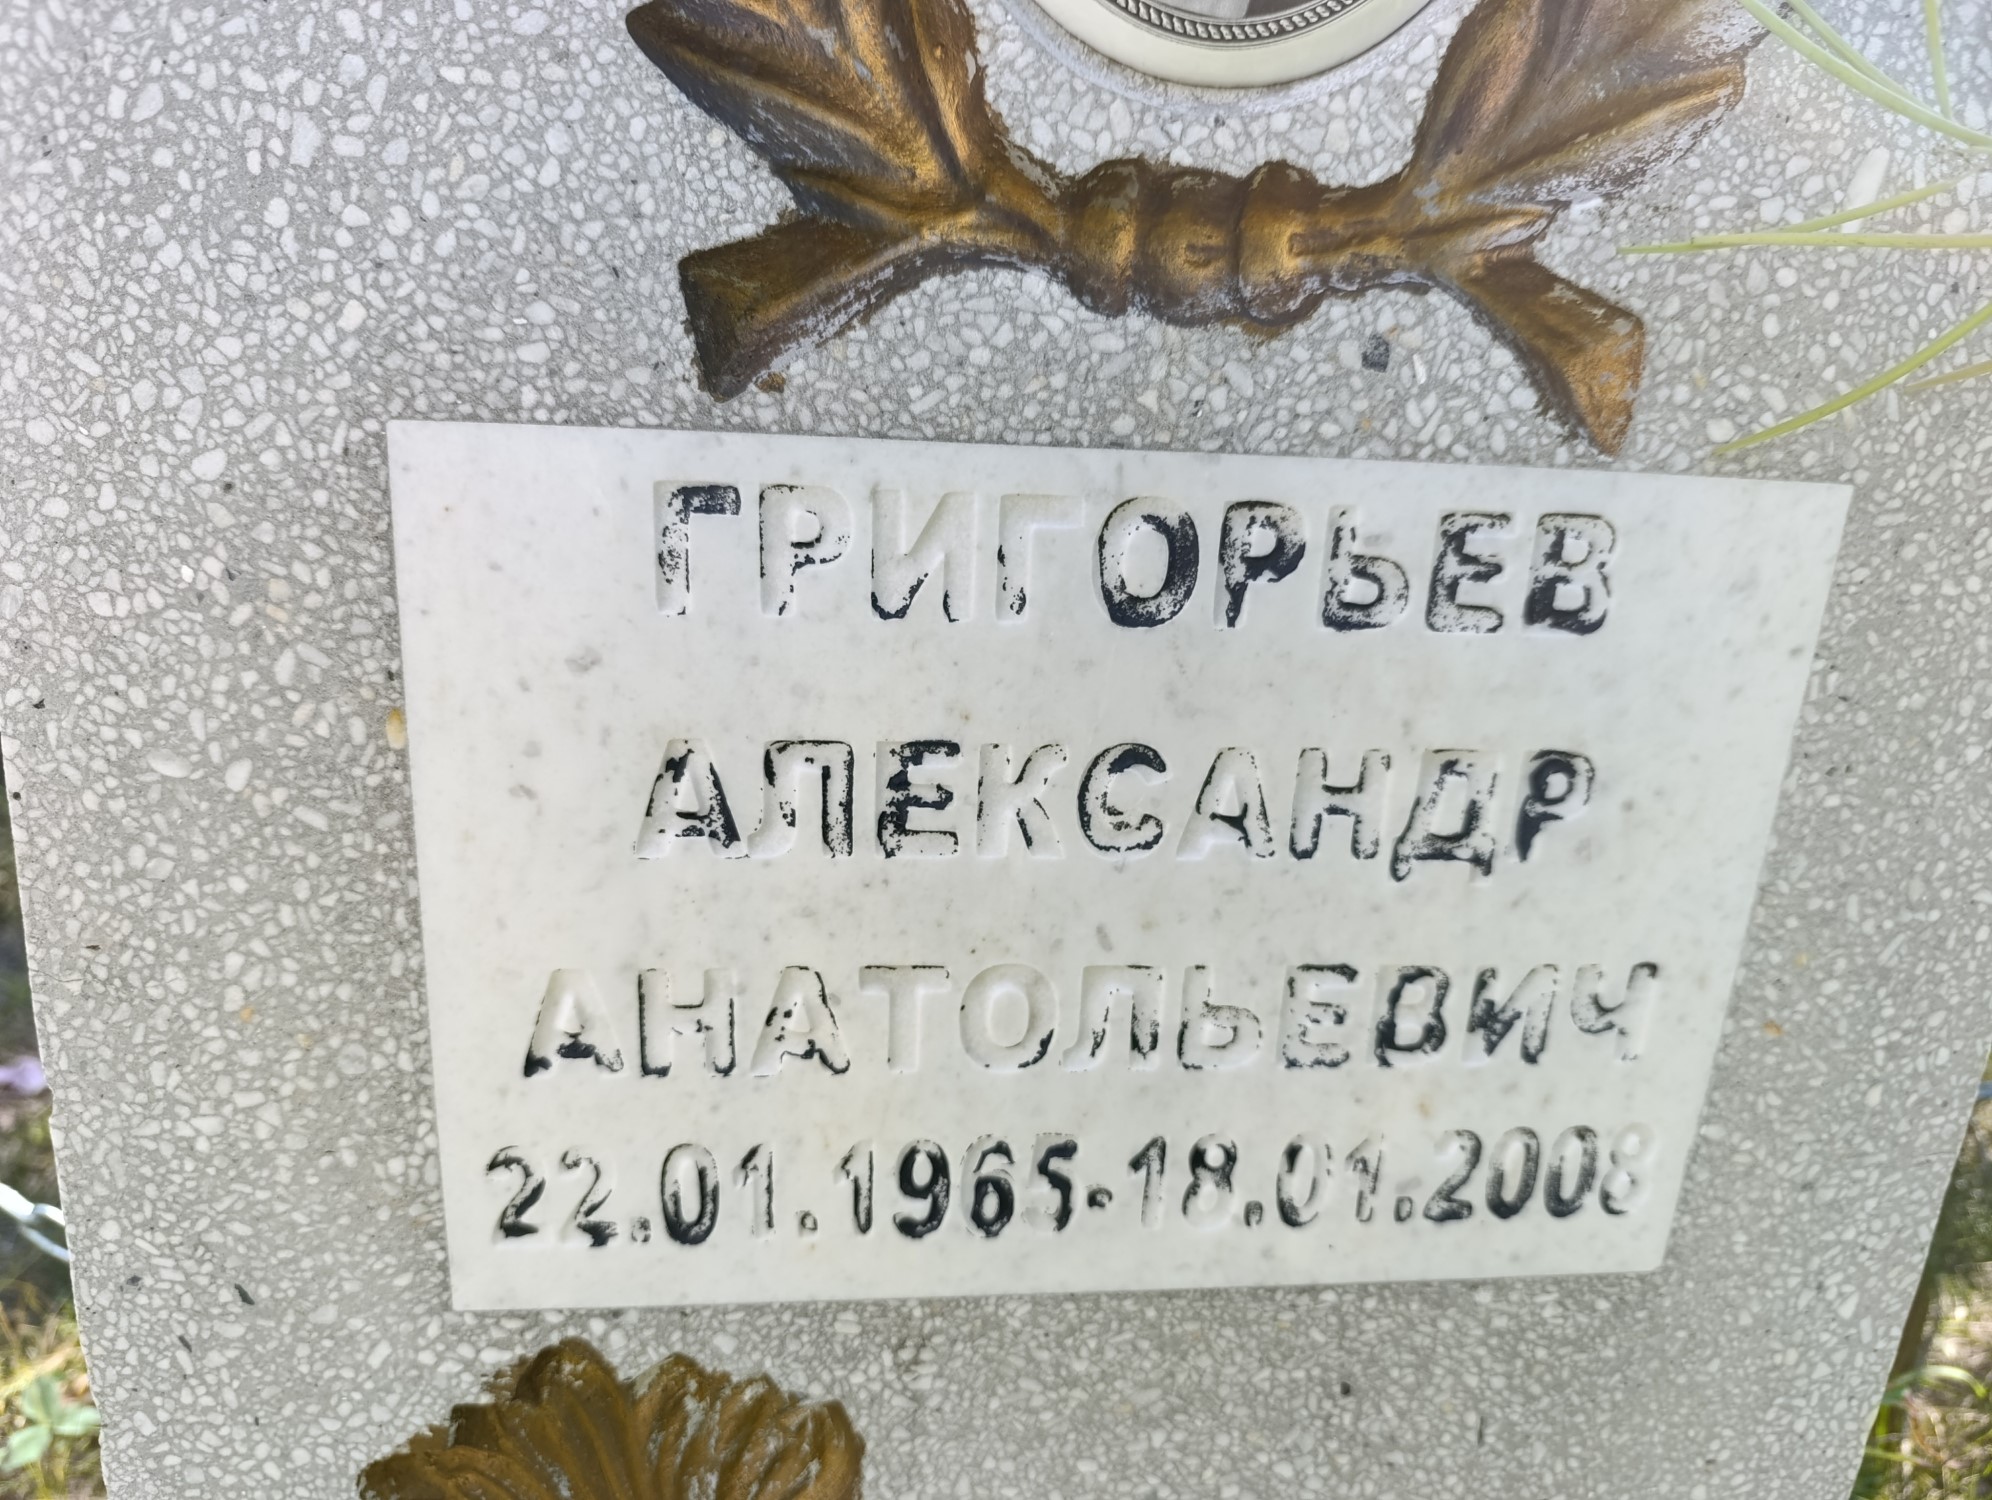 ГРИГОРЬЕВ
АЛЕКСАНДР
АНАТОЛЬЕВИЧ
22.01.1965-18.01.2008